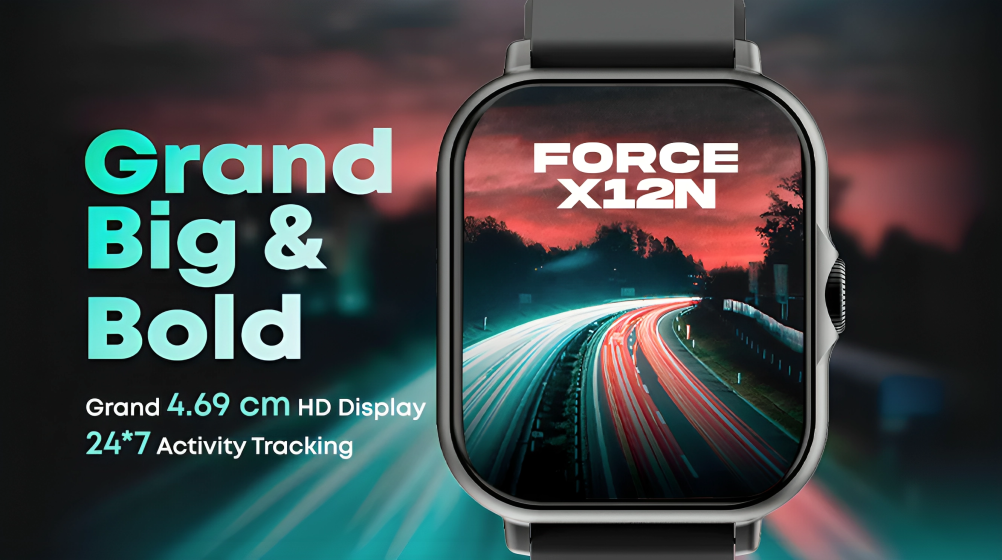 Grand
Big &
Bold
Grand 4.69 cm HD Display
24*7 Activity Tracking
FORCE
X12N